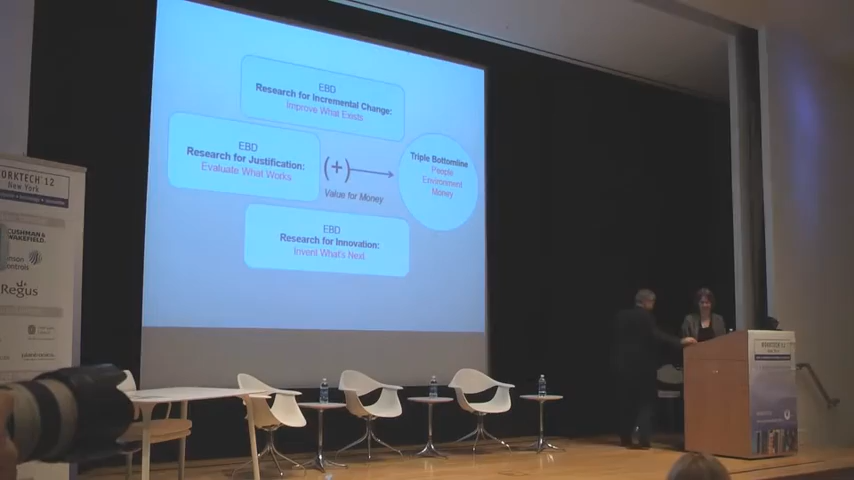 EBD
Research for Incremental Change:
Improve What Exists
EBD
Research for Justification:
Evaluate What Works
(+)
Value for Money
Triple Bottomline
People
Environment
Money
EBD
Research for Innovation:
Invent What's Next
ORKTECH 12
New York
CUSHMAN &
WAKEFIELD
Regus
WORKTECH 12